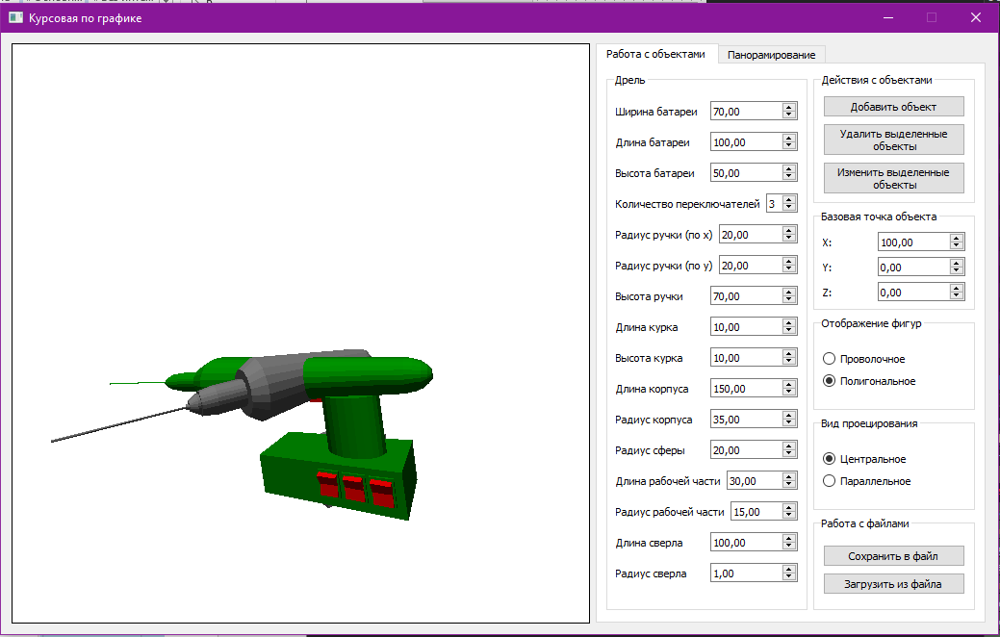 Курсовая по графике
Работа с объектами
Панорамирование
Дрель
Ширина батареи 70,00
Длина батареи 100,00
Высота батареи 50,00
Количество переключателей 3
Радиус ручки (по x) 20,00
Радиус ручки (по y) 20,00
Высота ручки 70,00
Длина курка 10,00
Высота курка 10,00
Длина корпуса 150,00
Радиус корпуса 35,00
Радиус сферы 20,00
Длина рабочей части 30,00
Радиус рабочей части 15,00
Длина сверла 100,00
Радиус сверла 1,00
Действия с объектами
Добавить объект
Удалить выделенные
объекты
Изменить выделенные
объекты
Базовая точка объекта
X: 100,00
Y: 0,00
Z: 0,00
Отображение фигур
Проволочное
Полигональное
Вид проецирования
Центральное
Параллельное
Работа с файлами
Сохранить в файл
Загрузить из файла